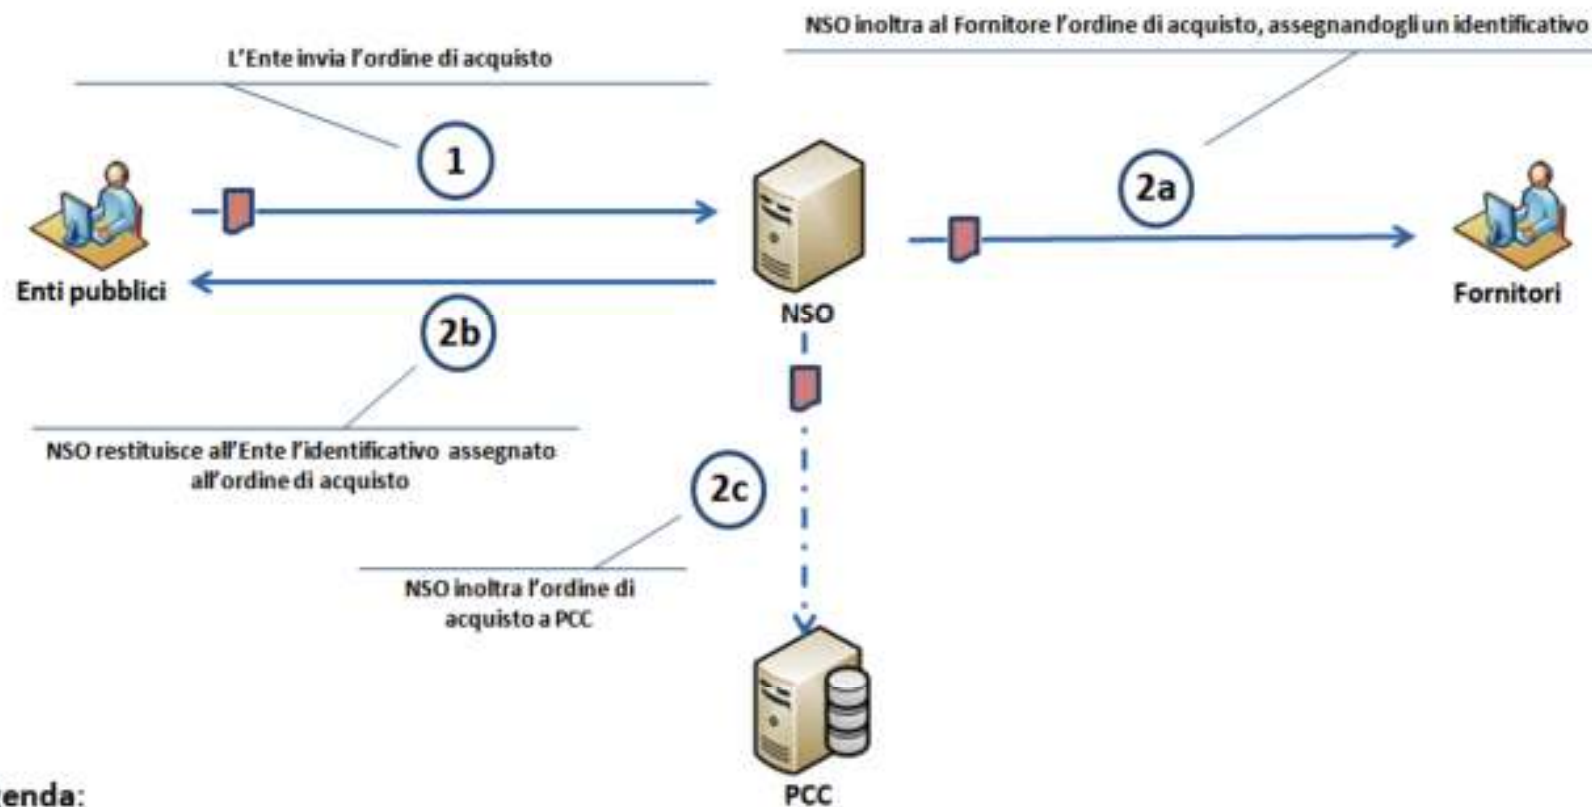 NSO inoltra al Fornitore l'ordine di acquisto, assegnandogli un identificativo
L'Ente invia l'ordine di acquisto
1
2a
Enti pubblici
NSO
Fornitori
2b
NSO restituisce all'Ente l'identificativo assegnato
all'ordine di acquisto
2c
NSO inoltra l'ordine di
acquisto a PCC
PCC
enda: